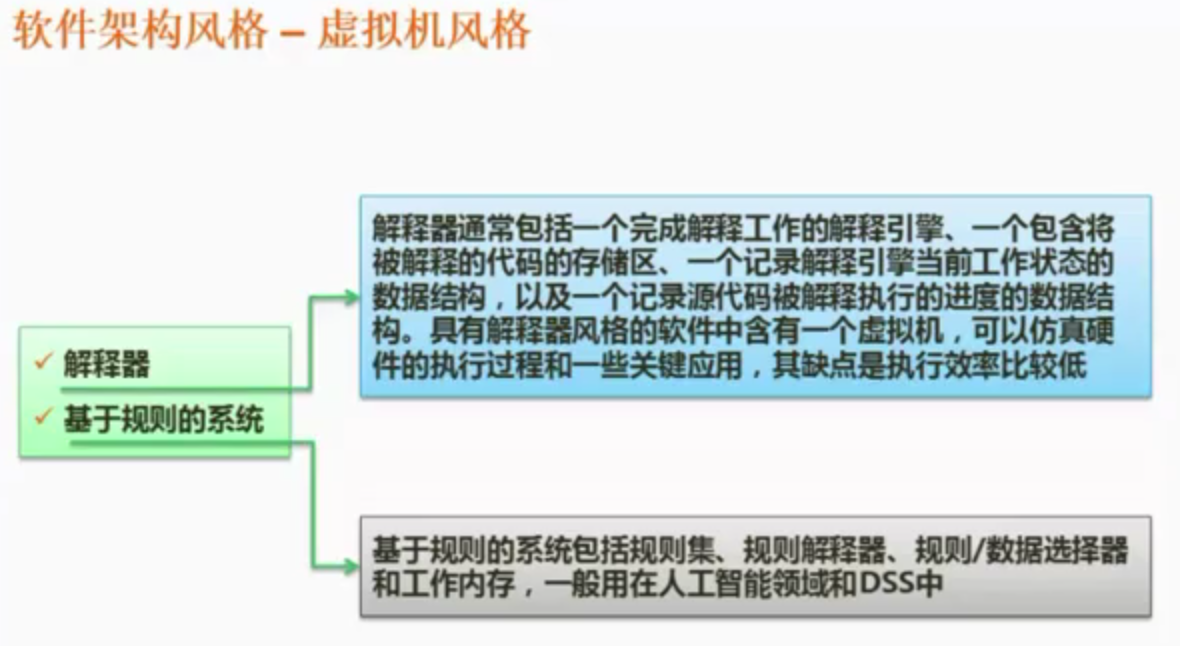 软件架构风格 – 虚拟机风格
解释器通常包括一个完成解释工作的解释引擎、一个包含将
被解释的代码的存储区、一个记录解释引擎当前工作状态的
数据结构，以及一个记录源代码被解释执行的进度的数据结
构。具有解释器风格的软件中含有一个虚拟机，可以仿真硬
件的执行过程和一些关键应用，其缺点是执行效率比较低
✓ 解释器
✓ 基于规则的系统
基于规则的系统包括规则集、规则解释器、规则/数据选择器
和工作内存，一般用在人工智能领域和DSS中